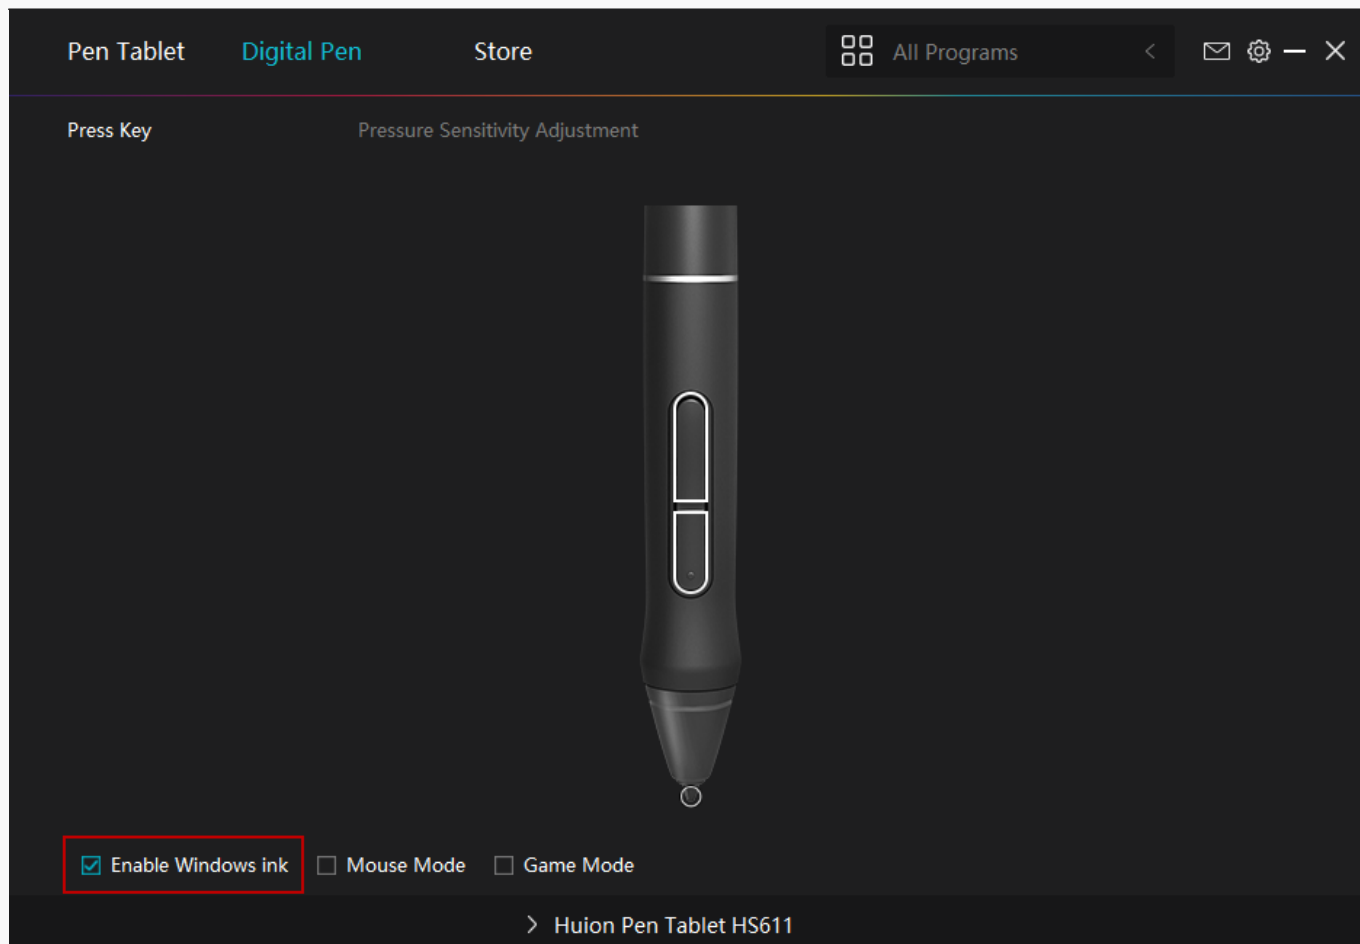 Pen Tablet Digital Pen Store All Programs
Press Key Pressure Sensitivity Adjustment
Enable Windows ink Mouse Mode Game Mode
Huion Pen Tablet HS611